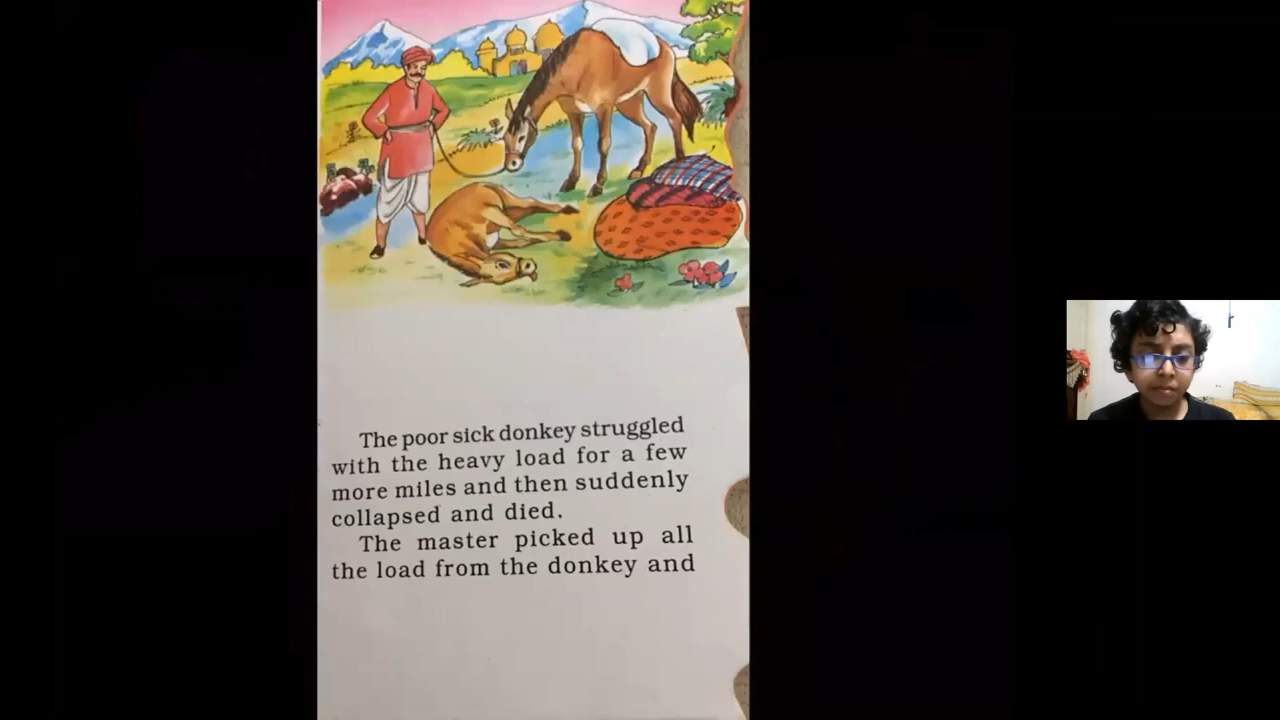 The poor sick donkey struggled
with the heavy load for a few
more miles and then suddenly
collapsed and died.
The master picked up all
the load from the donkey and